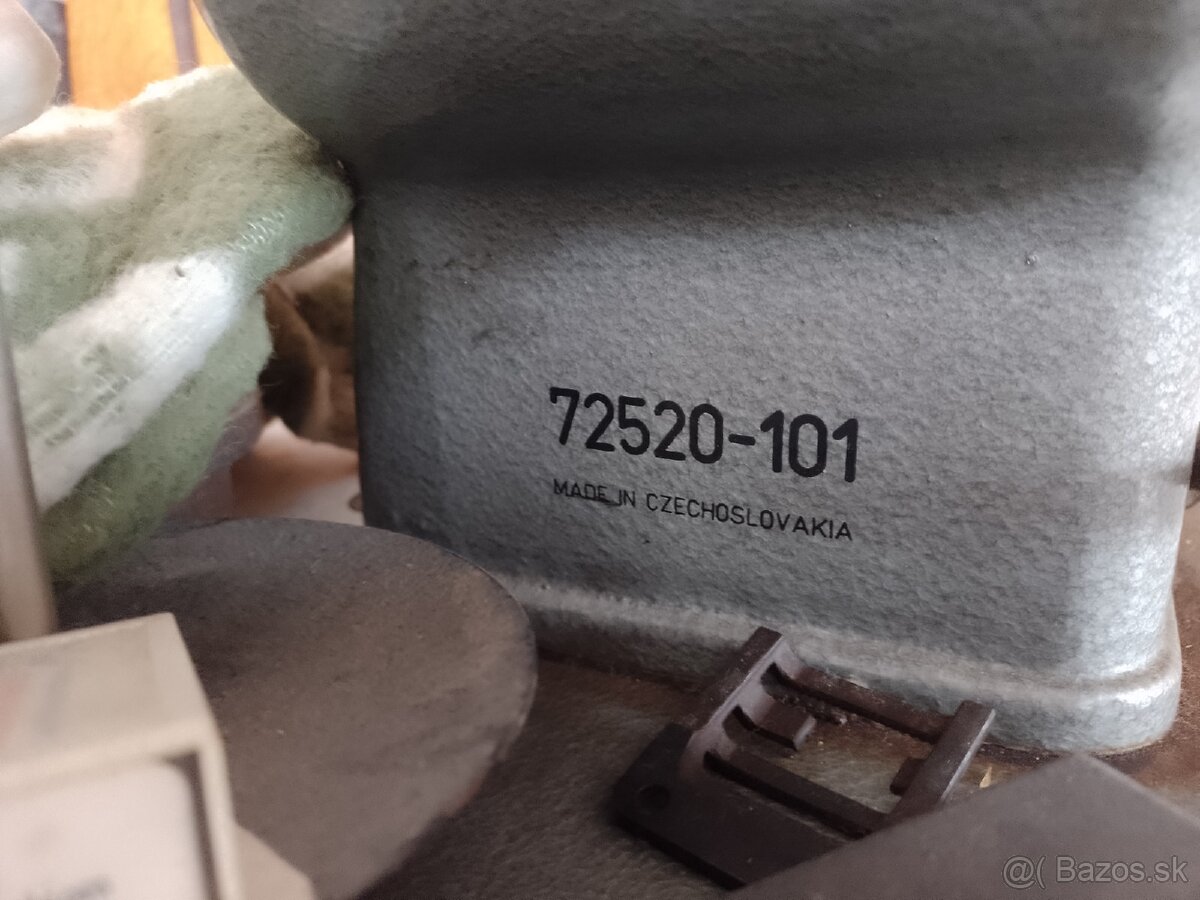 72520-101
MADE IN CZECHOSLOVAKIA
@( Bazos.sk